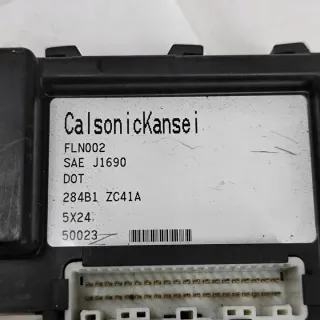 CalsonicKansei
FLN002
SAE J1690
DOT
284B1 ZC41A
5X24
50023